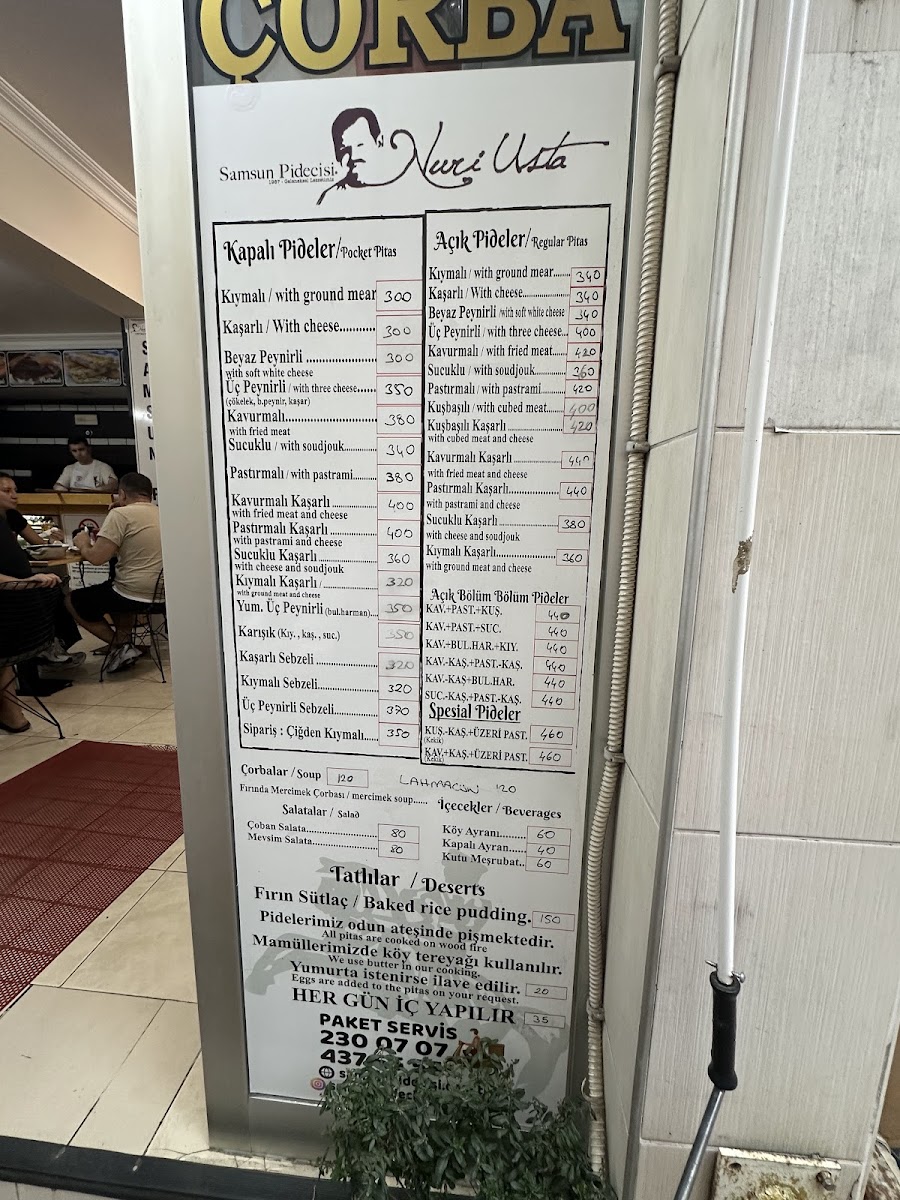 ÇORBA
Samsun Pidecisi
Nuri Usta
Kapalı Pideler/Pocket Pitas
Kıymalı / with ground mear 300
Kaşarlı / With cheese............ 300
Beyaz Peynirli .................. 300
with soft white cheese
Üç Peynirli / with three cheese...... 350
(çökelek, b.peynir, kaşar)
Kavurmalı........................ 380
with fried meat
Sucuklu / with soudjouk........ 340
Pastırmalı / with pastrami........ 380
Kavurmalı Kaşarlı ............... 400
with fried meat and cheese
Pastırmalı Kaşarlı ............... 400
with pastrami and cheese
Sucuklu Kaşarlı .................. 360
with cheese and soudjouk
Kıymalı Kaşarlı / ................ 320
with ground meat and cheese
Yum. Üç Peynirli (bul.harman).... 350
Karışık (Kıy. , kaş. , suc.) 350
Kaşarlı Sebzeli .................. 320
Kıymalı Sebzeli.................. 320
Üç Peynirli Sebzeli.............. 370
Sipariş : Çiğden Kıymalı...... 350
Açık Pideler/Regular Pitas
Kıymalı / with ground mear....... 340
Kaşarlı / With cheese.................. 340
Beyaz Peynirli /with soft white cheese 340
Üç Peynirli / with three cheese... 400
Kavurmalı / with fried meat....... 420
Sucuklu / with soudjouk............ 360
Pastırmalı / with pastrami......... 420
Kuşbaşılı / with cubed meat....... 400
Kuşbaşılı Kaşarlı .................. 420
with cubed meat and cheese
Kavurmalı Kaşarlı .................. 440
with fried meat and cheese
Pastırmalı Kaşarlı.................. 440
with pastrami and cheese
Sucuklu Kaşarlı ..................... 380
with cheese and soudjouk
Kıymalı Kaşarlı..................... 360
with ground meat and cheese
Açık Bölüm Bölüm Pideler
KAV.+PAST.+KUŞ. 440
KAV.+PAST.+SUC. 440
KAV.+BUL.HAR.+KIY. 440
KAV.-KAŞ.+PAST.-KAŞ. 440
KAV.-KAŞ+BUL.HAR. 440
SUC.-KAŞ.+PAST.-KAŞ. 440
Spesial Pideler
KUŞ.-KAŞ.+ÜZERİ PAST. 460
(Kekik)
KAV.+KAŞ.+ÜZERİ PAST. 460
(Kekik)
Çorbalar / Soup 120
LAHMACUN 120
Fırında Mercimek Çorbası / mercimek soup......
Salatalar / Salad
Çoban Salata........................ 80
Mevsim Salata...................... 80
İçecekler / Beverages
Köy Ayranı........ 60
Kapalı Ayran...... 40
Kutu Meşrubat.. 60
Tatlılar / Deserts
Fırın Sütlaç / Baked rice pudding. 150
Pidelerimiz odun ateşinde pişmektedir.
All pitas are cooked on wood fire
Mamüllerimizde köy tereyağı kullanılır.
We use butter in our cooking.
Yumurta istenirse ilave edilir. 20
Eggs are added to the pitas on your request.
HER GÜN İÇ YAPILIR 35
PAKET SERVİS
230 07 07
437
S
A
M
S
U
N